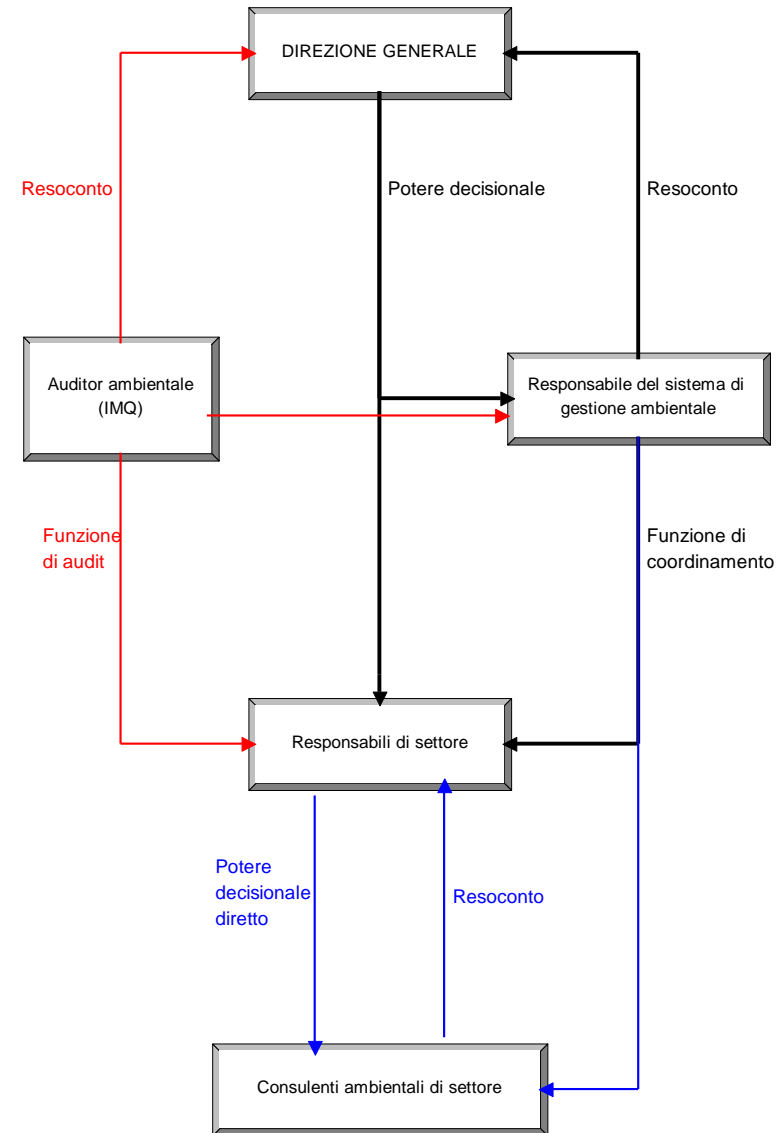 DIREZIONE GENERALE
Resoconto
Potere decisionale
Resoconto
Auditor ambientale
(IMQ)
Responsabile del sistema di
gestione ambientale
Funzione
di audit
Funzione di
coordinamento
Responsabili di settore
Potere
decisionale
diretto
Resoconto
Consulenti ambientali di settore